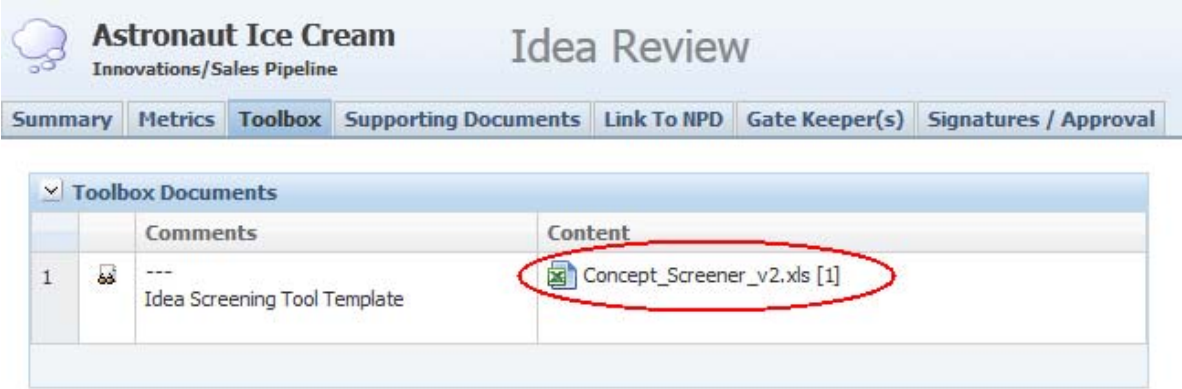 Astronaut Ice Cream
Idea Review
Innovations/Sales Pipeline
Summary Metrics Toolbox Supporting Documents Link To NPD Gate Keeper(s) Signatures / Approval
Toolbox Documents
Comments Content
1 --- Concept_Screener_v2.xls [1]
Idea Screening Tool Template